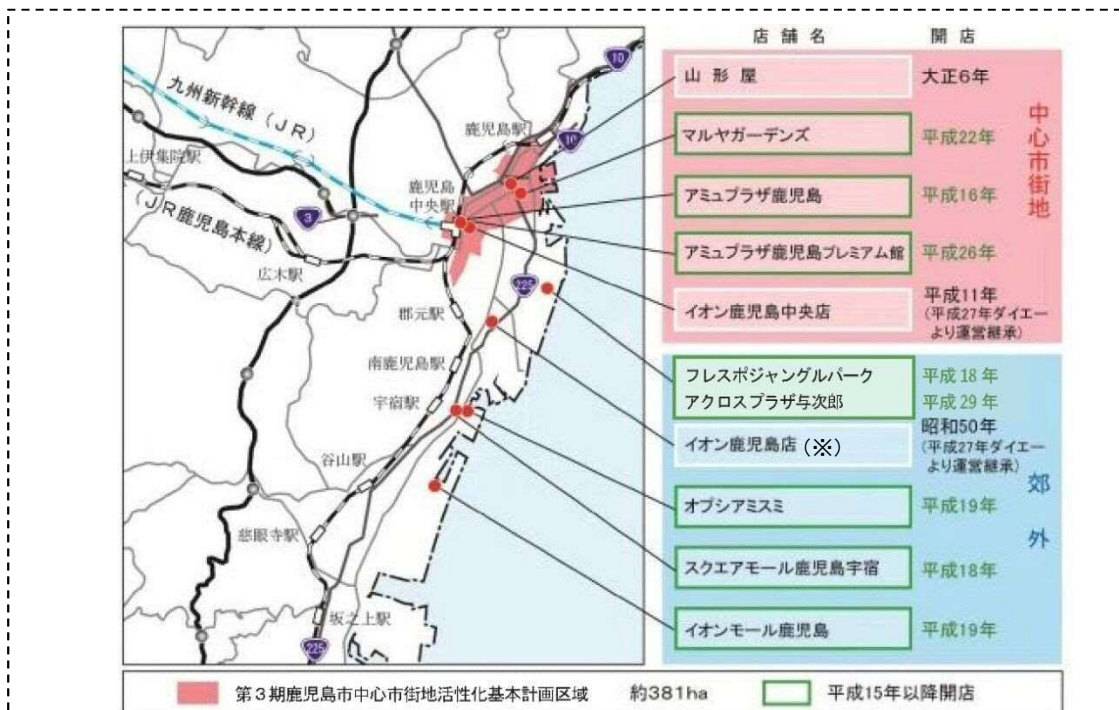 店舗名 開店
山形屋 大正6年
マルヤガーデンズ 平成22年
アミュプラザ鹿児島 平成16年
アミュプラザ鹿児島プレミアム館 平成26年
イオン鹿児島中央店 平成11年
(平成27年ダイエー
より運営継承)
中心市街地
フレスポジャングルパーク 平成18年
アクロスプラザ与次郎 平成29年
イオン鹿児島店(※) 昭和50年
(平成27年ダイエー
より運営継承)
オプシアミスミ 平成19年
スクエアモール鹿児島宇宿 平成18年
イオンモール鹿児島 平成19年
郊外
10
九州新幹線(JR)
鹿児島駅
10
上伊集院駅
鹿児島
中央駅
3
(JR鹿児島本線)
広木駅
225
郡元駅
南鹿児島駅
宇宿駅
谷山駅
慈眼寺駅
坂之上駅
225
第3期鹿児島市中心市街地活性化基本計画区域 約381ha 平成15年以降開店